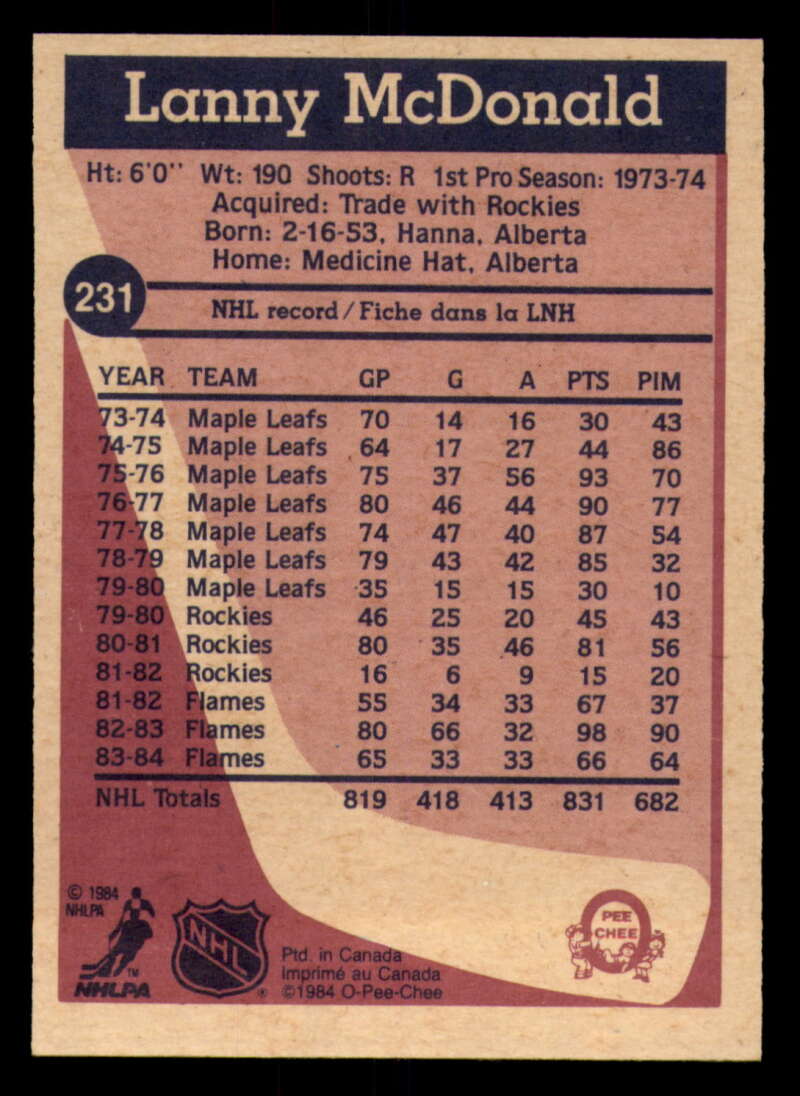 Lanny McDonald
Ht: 6'0'' Wt: 190 Shoots: R 1st Pro Season: 1973-74
Acquired: Trade with Rockies
Born: 2-16-53, Hanna, Alberta
Home: Medicine Hat, Alberta
231
NHL record / Fiche dans la LNH
YEAR TEAM GP G A PTS PIM
73-74 Maple Leafs 70 14 16 30 43
74-75 Maple Leafs 64 17 27 44 86
75-76 Maple Leafs 75 37 56 93 70
76-77 Maple Leafs 80 46 44 90 77
77-78 Maple Leafs 74 47 40 87 54
78-79 Maple Leafs 79 43 42 85 32
79-80 Maple Leafs 35 15 15 30 10
79-80 Rockies 46 25 20 45 43
80-81 Rockies 80 35 46 81 56
81-82 Rockies 16 6 9 15 20
81-82 Flames 55 34 33 67 37
82-83 Flames 80 66 32 98 90
83-84 Flames 65 33 33 66 64
NHL Totals 819 418 413 831 682
© 1984
NHLPA
TM
NHLPA
NHL
®
Ptd. in Canada
Imprimé au Canada
©1984 O-Pee-Chee
PEE
CHEE